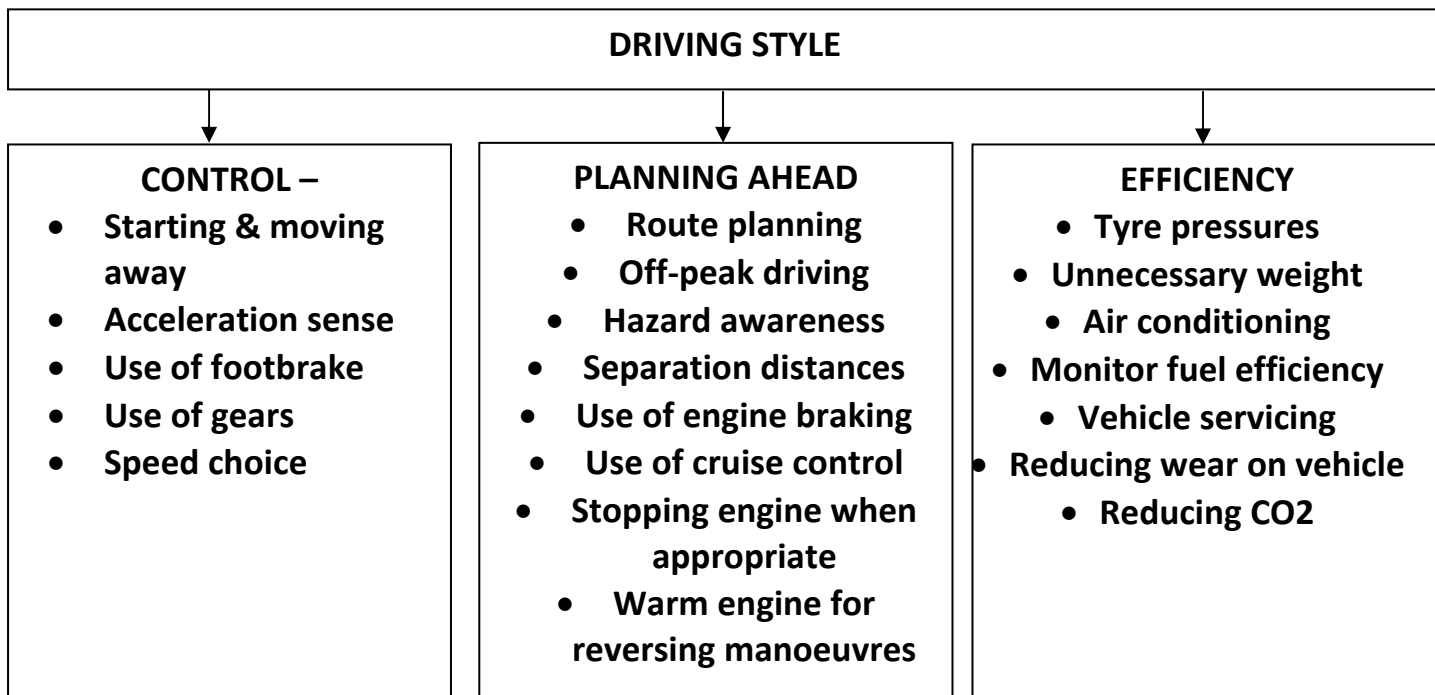 DRIVING STYLE
CONTROL –
• Starting & moving
away
• Acceleration sense
• Use of footbrake
• Use of gears
• Speed choice
PLANNING AHEAD
• Route planning
• Off-peak driving
• Hazard awareness
• Separation distances
• Use of engine braking
• Use of cruise control
• Stopping engine when
appropriate
• Warm engine for
reversing manoeuvres
EFFICIENCY
• Tyre pressures
• Unnecessary weight
• Air conditioning
• Monitor fuel efficiency
• Vehicle servicing
• Reducing wear on vehicle
• Reducing CO2